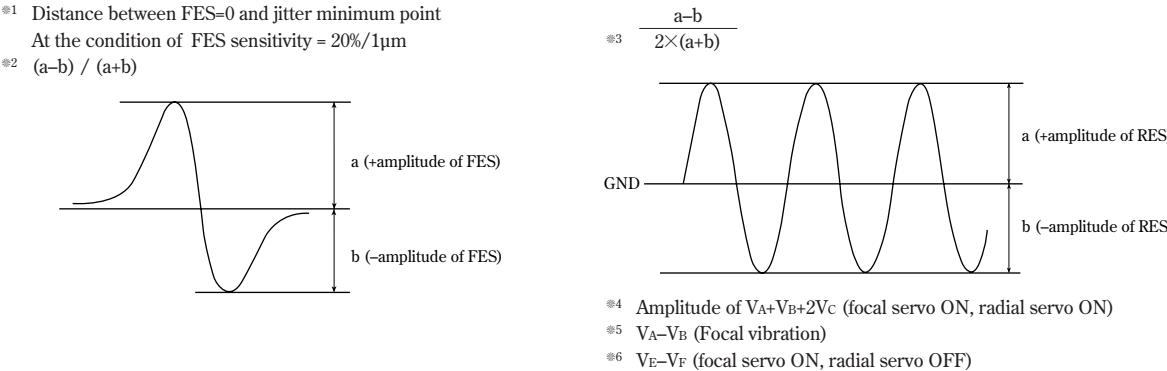 ※1 Distance between FES=0 and jitter minimum point
At the condition of FES sensitivity = 20%/1μm
※2 (a–b) / (a+b)
a (+amplitude of FES)
b (–amplitude of FES)
※3 a–b
2×(a+b)
a (+amplitude of RES
GND
b (–amplitude of RES
※4 Amplitude of VA+VB+2VC (focal servo ON, radial servo ON)
※5 VA–VB (Focal vibration)
※6 VE–VF (focal servo ON, radial servo OFF)